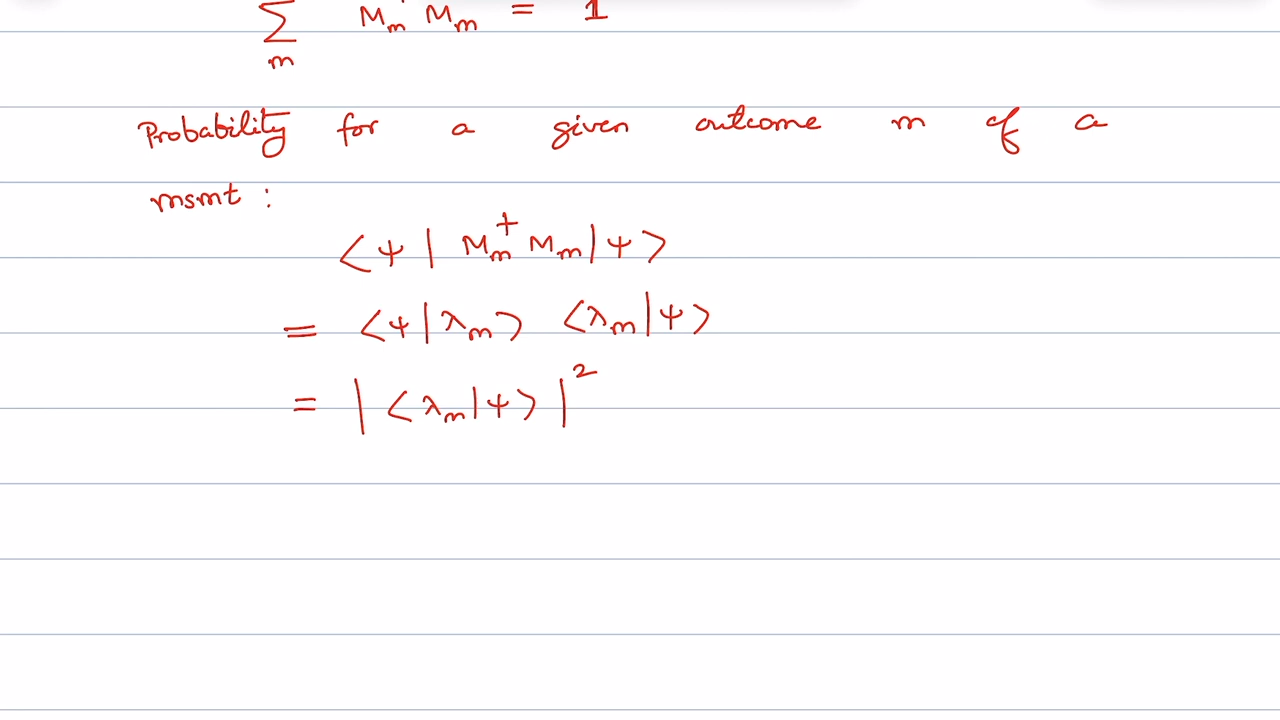 ∑ₘ Mₘ† Mₘ = 1
Probability for a given outcome m of a
msmt :
⟨ψ| Mₘ† Mₘ |ψ⟩
= ⟨ψ|λₘ⟩ ⟨λₘ|ψ⟩
= |⟨λₘ|ψ⟩|²